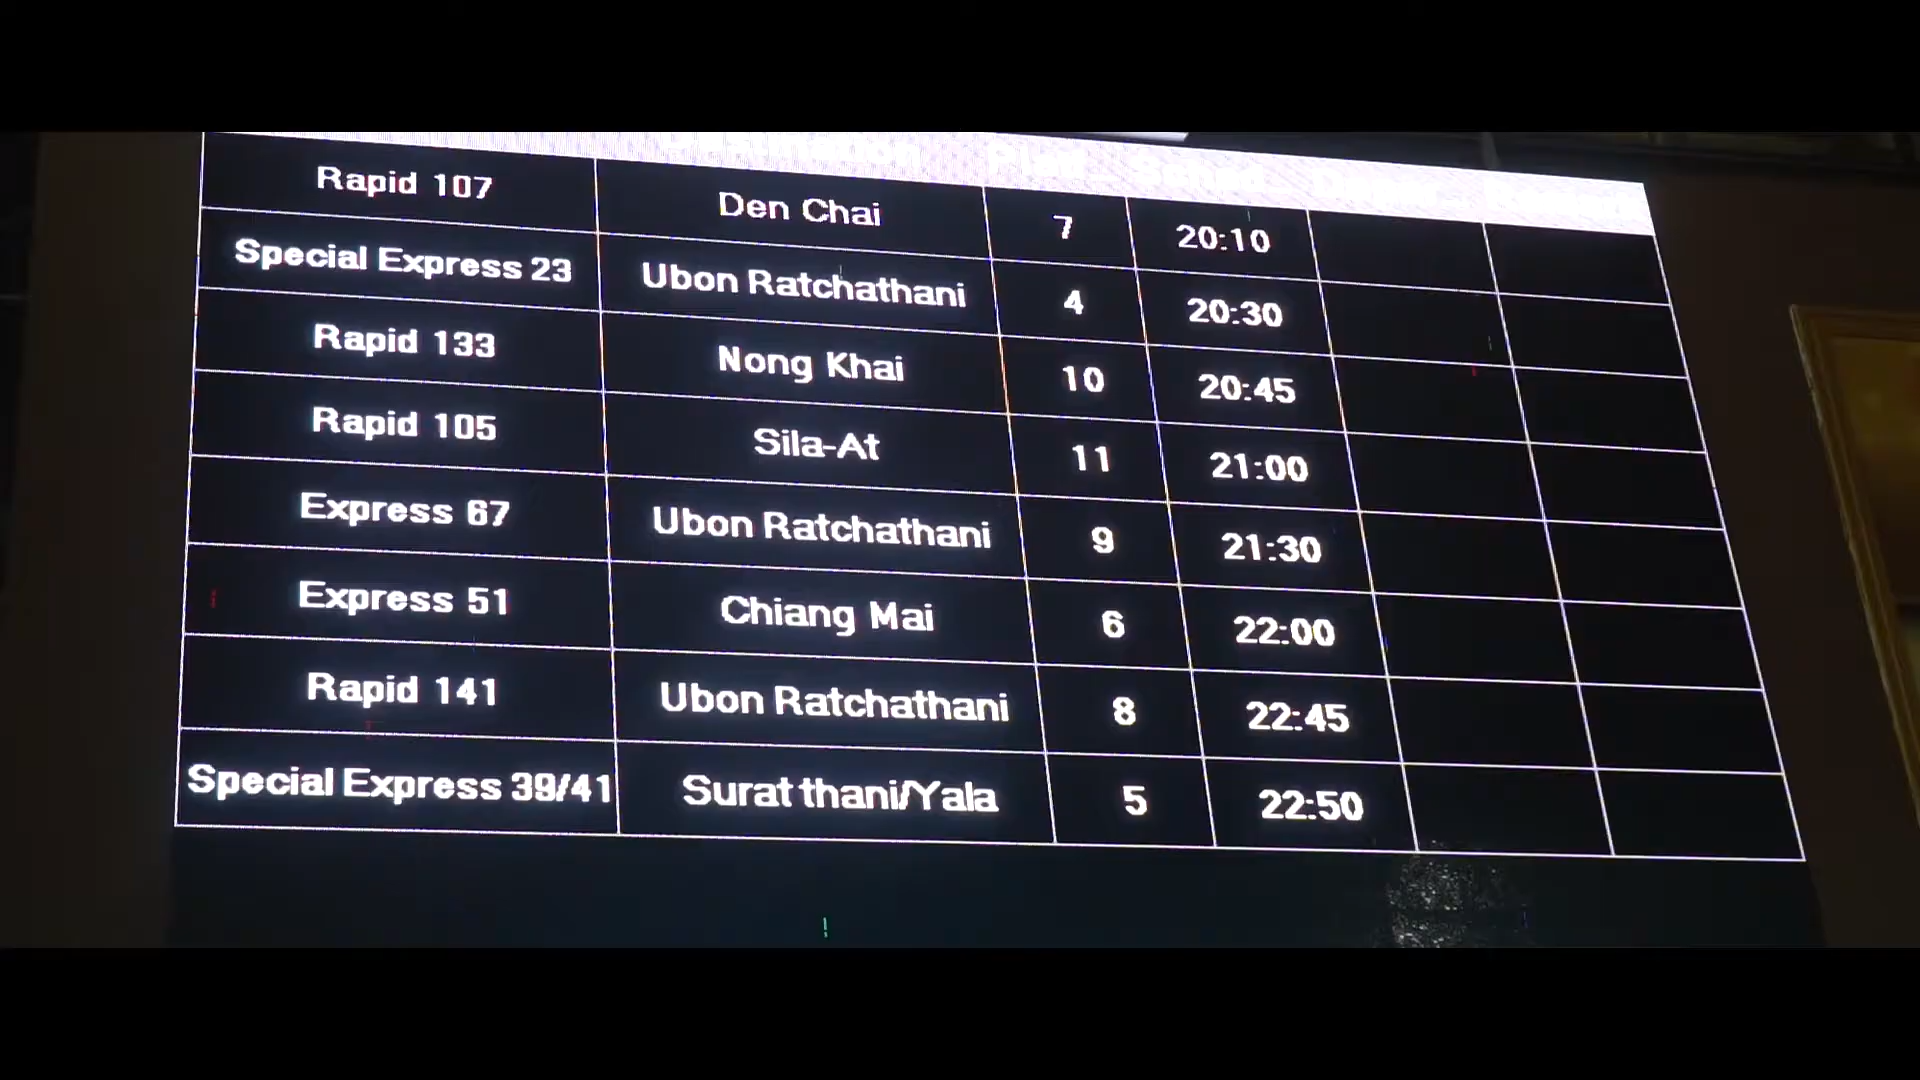 Destination
Rapid 107 Den Chai 7 20:10
Special Express 23 Ubon Ratchathani 4 20:30
Rapid 133 Nong Khai 10 20:45
Rapid 105 Sila-At 11 21:00
Express 67 Ubon Ratchathani 9 21:30
Express 51 Chiang Mai 6 22:00
Rapid 141 Ubon Ratchathani 8 22:45
Special Express 39/41 Surat thani/Yala 5 22:50